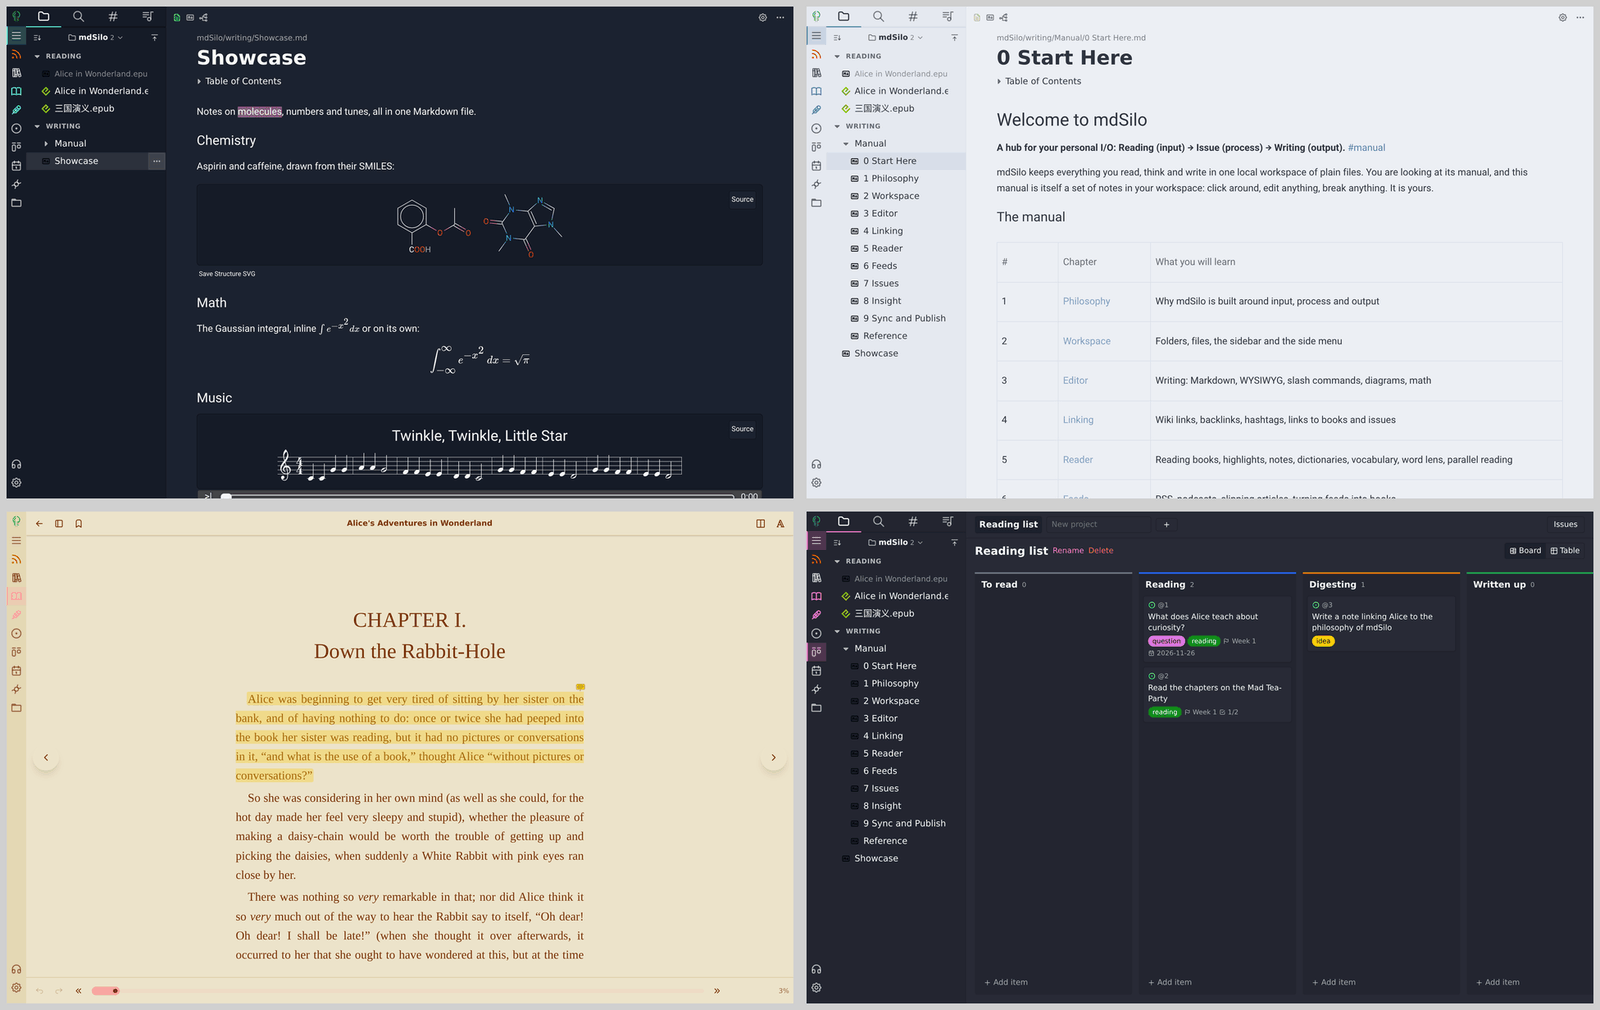 mdSilo 2
READING
Alice in Wonderland.epu
Alice in Wonderland.e
三国演义.epub
WRITING
Manual
Showcase
mdSilo/writing/Showcase.md
Showcase
Table of Contents
Notes on molecules, numbers and tunes, all in one Markdown file.
Chemistry
Aspirin and caffeine, drawn from their SMILES:
Source
O
O
COOH
N
N
O
N
N
O
Save Structure SVG
Math
The Gaussian integral, inline ∫ e^{-x^2} dx or on its own:
∫_{-∞}^{∞} e^{-x^2} dx = √π
Music
Source
Twinkle, Twinkle, Little Star
0:00
mdSilo 2
READING
Alice in Wonderland.epu
Alice in Wonderland.e
三国演义.epub
WRITING
Manual
0 Start Here
1 Philosophy
2 Workspace
3 Editor
4 Linking
5 Reader
6 Feeds
7 Issues
8 Insight
9 Sync and Publish
Reference
Showcase
mdSilo/writing/Manual/0 Start Here.md
0 Start Here
Table of Contents
Welcome to mdSilo
A hub for your personal I/O: Reading (input) → Issue (process) → Writing (output). #manual
mdSilo keeps everything you read, think and write in one local workspace of plain files. You are looking at its manual, and this
manual is itself a set of notes in your workspace: click around, edit anything, break anything. It is yours.
The manual
# Chapter What you will learn
1 Philosophy Why mdSilo is built around input, process and output
2 Workspace Folders, files, the sidebar and the side menu
3 Editor Writing: Markdown, WYSIWYG, slash commands, diagrams, math
4 Linking Wiki links, backlinks, hashtags, links to books and issues
5 Reader Reading books, highlights, notes, dictionaries, vocabulary, word lens, parallel reading
6 Feeds RSS, podcasts, clipping articles, turning feeds into books
Alice's Adventures in Wonderland
CHAPTER I.
Down the Rabbit-Hole
Alice was beginning to get very tired of sitting by her sister on the
bank, and of having nothing to do: once or twice she had peeped into
the book her sister was reading, but it had no pictures or conversations
in it, “and what is the use of a book,” thought Alice “without pictures or
conversations?”
So she was considering in her own mind (as well as she could, for the
hot day made her feel very sleepy and stupid), whether the pleasure of
making a daisy-chain would be worth the trouble of getting up and
picking the daisies, when suddenly a White Rabbit with pink eyes ran
close by her.
There was nothing so very remarkable in that; nor did Alice think it
so very much out of the way to hear the Rabbit say to itself, “Oh dear!
Oh dear! I shall be late!” (when she thought it over afterwards, it
occurred to her that she ought to have wondered at this, but at the time
3%
mdSilo 2
READING
Alice in Wonderland.epu
Alice in Wonderland.e
三国演义.epub
WRITING
Manual
0 Start Here
1 Philosophy
2 Workspace
3 Editor
4 Linking
5 Reader
6 Feeds
7 Issues
8 Insight
9 Sync and Publish
Reference
Showcase
Reading list New project + Issues
Reading list Rename Delete Board Table
To read 0
+ Add item
Reading 2
@1
What does Alice teach about
curiosity?
question reading Week 1
2026-11-26
@2
Read the chapters on the Mad Tea-
Party
reading Week 1 1/2
+ Add item
Digesting 1
@3
Write a note linking Alice to the
philosophy of mdSilo
idea
+ Add item
Written up 0
+ Add item